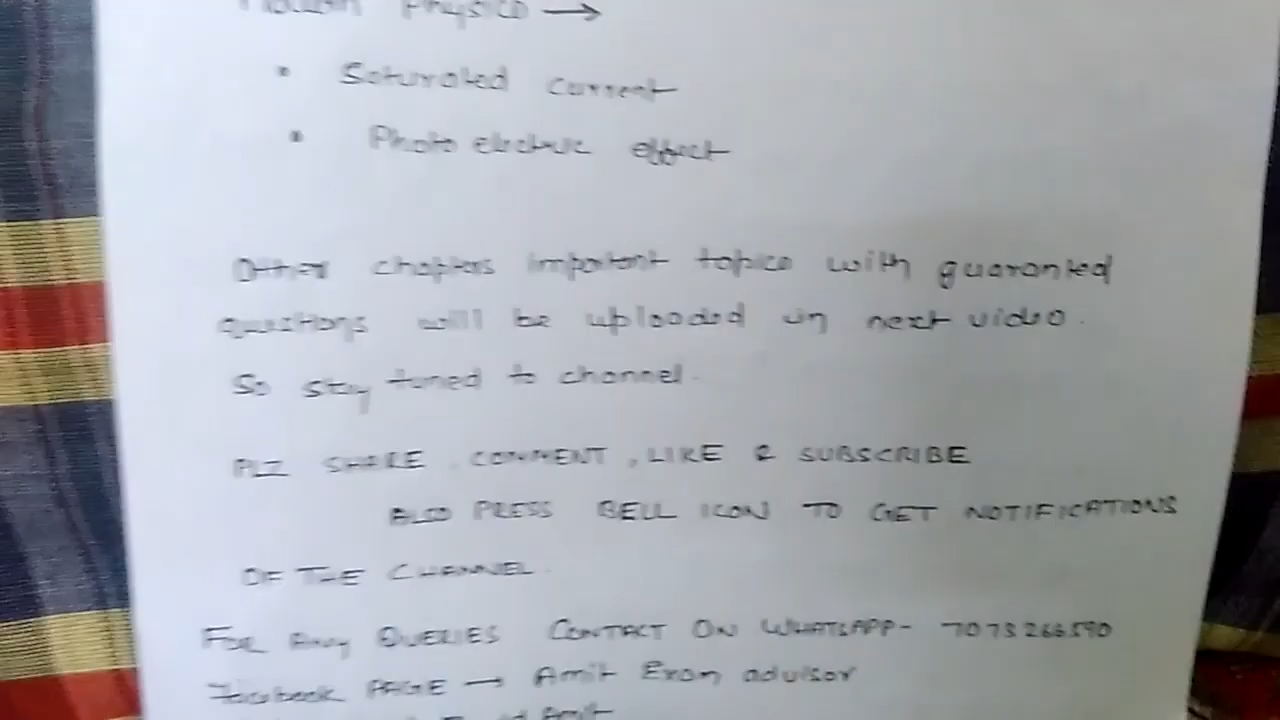 Modern Physics →
• Saturated current
• Photo electric effect
Other chapters important topics with guaranted
questions will be uploaded in next video.
So stay tuned to channel.
PLZ SHARE , COMMENT , LIKE & SUBSCRIBE
ALSO PRESS BELL ICON TO GET NOTIFICATIONS
OF THE CHANNEL.
FOR ANY QUERIES CONTACT ON WHATSAPP- 7073266590
Facebook PAGE → Amit Exam advisor
Amit